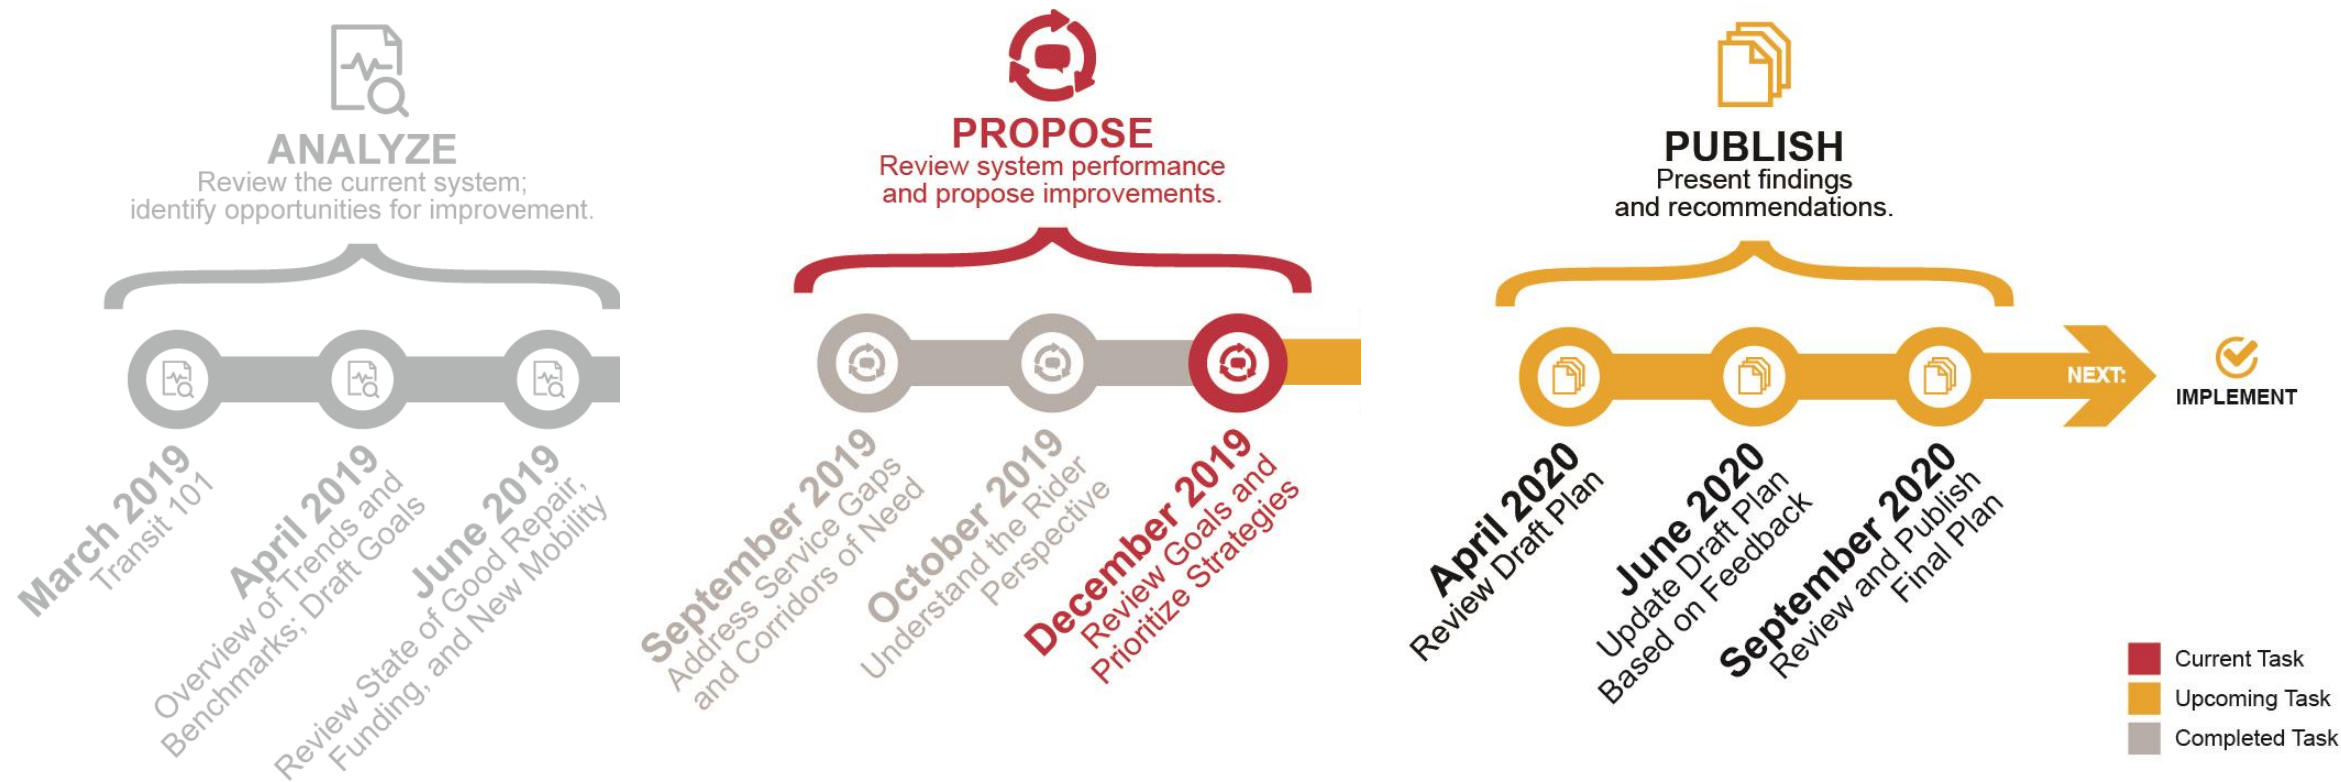 ANALYZE
Review the current system;
identify opportunities for improvement.
March 2019
Transit 101
April 2019
Overview of Trends and
Benchmarks; Draft Goals
June 2019
Review State of Good Repair,
Funding, and New Mobility
PROPOSE
Review system performance
and propose improvements.
September 2019
Address Service Gaps
and Corridors of Need
October 2019
Understand the Rider
Perspective
December 2019
Review Goals and
Prioritize Strategies
PUBLISH
Present findings
and recommendations.
April 2020
Review Draft Plan
June 2020
Update Draft Plan
Based on Feedback
September 2020
Review and Publish
Final Plan
NEXT:
IMPLEMENT
Current Task
Upcoming Task
Completed Task